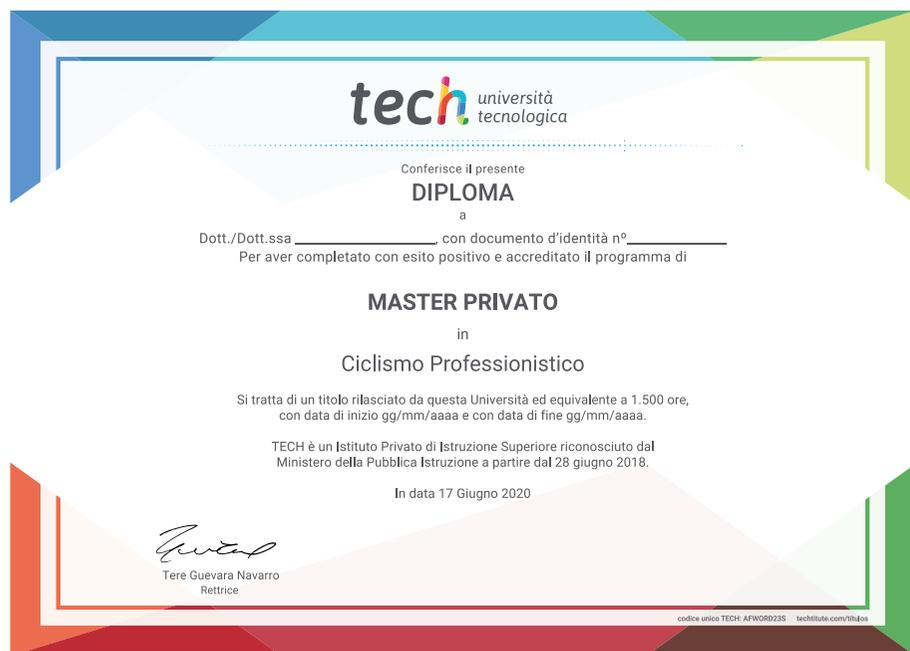 tech università
tecnologica
Conferisce il presente
DIPLOMA
a
Dott./Dott.ssa ____________, con documento d’identità nº____________
Per aver completato con esito positivo e accreditato il programma di
MASTER PRIVATO
in
Ciclismo Professionistico
Si tratta di un titolo rilasciato da questa Università ed equivalente a 1.500 ore,
con data di inizio gg/mm/aaaa e con data di fine gg/mm/aaaa.
TECH è un Istituto Privato di Istruzione Superiore riconosciuto dal
Ministero della Pubblica Istruzione a partire dal 28 giugno 2018.
In data 17 Giugno 2020
Tere Guevara Navarro
Rettrice
codice unico TECH: AFWORD23S techtitute.com/titulos